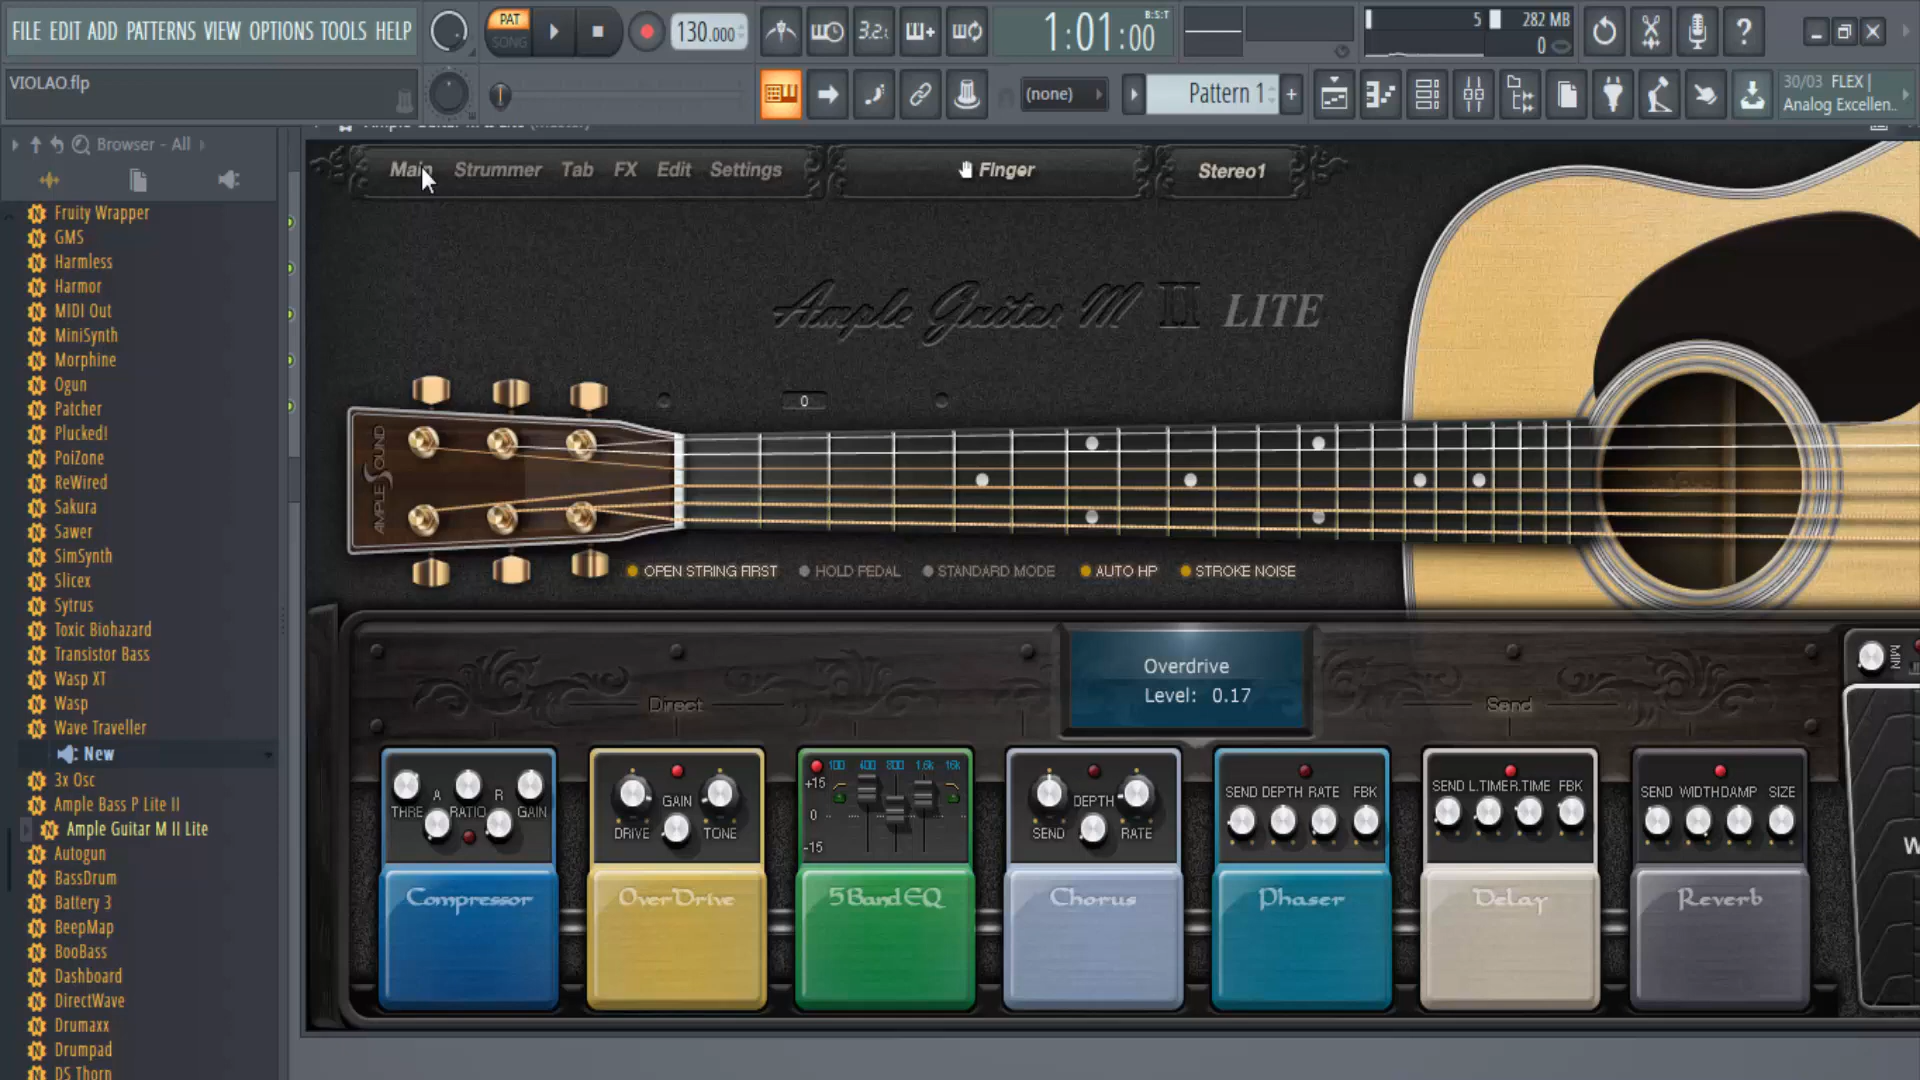 FILE EDIT ADD PATTERNS VIEW OPTIONS TOOLS HELP
PAT
SONG
130.000
3.2:
1:01:00
B:S:T
5
282 MB
0
VIOLAO.flp
(none)
Pattern 1
+
30/03 FLEX |
Analog Excellen..
Browser - All
Fruity Wrapper
GMS
Harmless
Harmor
MIDI Out
MiniSynth
Morphine
Ogun
Patcher
Plucked!
PoiZone
ReWired
Sakura
Sawer
SimSynth
Slicex
Sytrus
Toxic Biohazard
Transistor Bass
Wasp XT
Wasp
Wave Traveller
New
3x Osc
Ample Bass P Lite II
Ample Guitar M II Lite
Autogun
BassDrum
Battery 3
BeepMap
BooBass
Dashboard
DirectWave
Drumaxx
Drumpad
DS Thorn
Main Strummer Tab FX Edit Settings
Finger
Stereo1
Ample Guitar M II LITE
0
AMPLE SOUND
OPEN STRING FIRST HOLD PEDAL STANDARD MODE AUTO HP STROKE NOISE
Overdrive
Level: 0.17
Direct
Send
MIN
THRE A RATIO R GAIN
Compressor
GAIN
DRIVE TONE
OverDrive
100 400 800 1.6k 16k
+15
0
-15
5BandEQ
DEPTH
SEND RATE
Chorus
SEND DEPTH RATE FBK
Phaser
SEND L.TIME R.TIME FBK
Delay
SEND WIDTH DAMP SIZE
Reverb